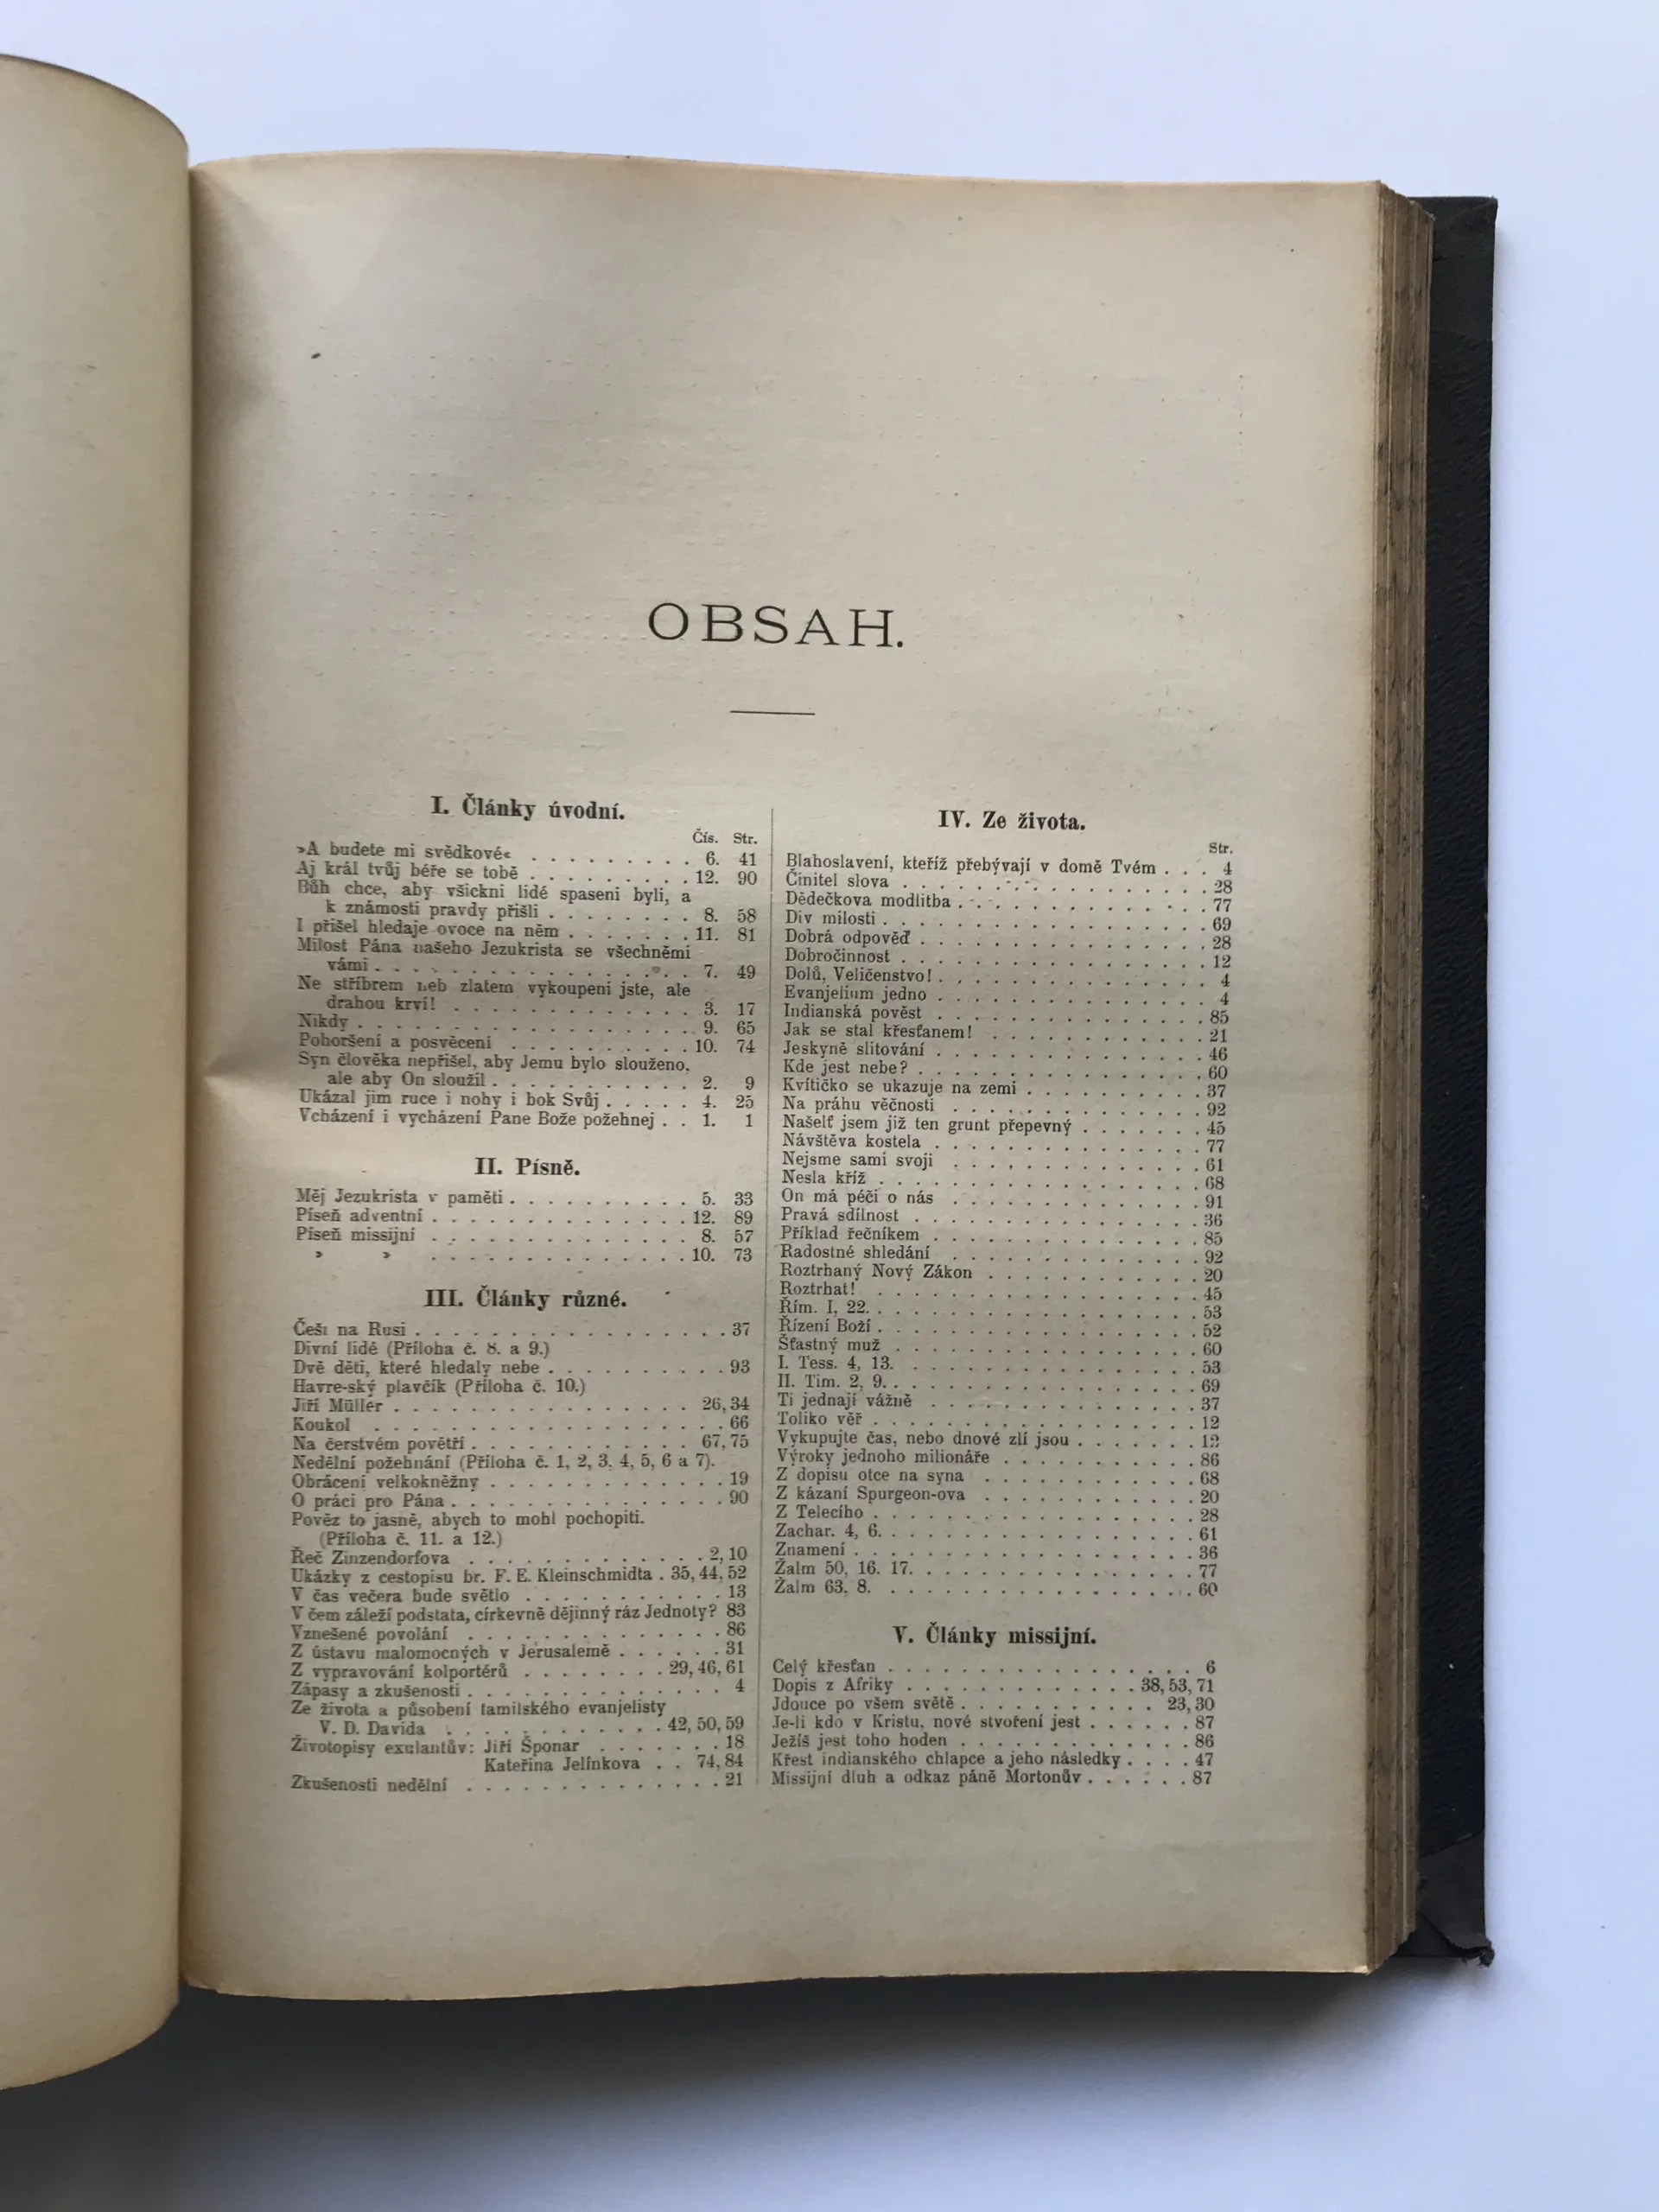 OBSAH.
I. Články úvodní.
Čís. Str.
»A budete mi svědkové« . . . . . . . . . 6. 41
Aj král tvůj béře se tobě . . . . . . . . . 12. 90
Bůh chce, aby všickni lidé spaseni byli, a
k známosti pravdy přišli . . . . . . . . 8. 58
I přišel hledaje ovoce na něm . . . . . . . 11. 81
Milost Pána našeho Jezukrista se všechněmi
vámi . . . . . . . . . . . . . . . . . 7. 49
Ne stříbrem neb zlatem vykoupeni jste, ale
drahou krví! . . . . . . . . . . . . . 3. 17
Nikdy . . . . . . . . . . . . . . . . . . 9. 65
Pohoršení a posvěcení . . . . . . . . . . 10. 74
Syn člověka nepřišel, aby Jemu bylo slouženo,
ale aby On sloužil . . . . . . . . . . . 2. 9
Ukázal jim ruce i nohy i bok Svůj . . . . . 4. 25
Vcházení i vycházení Pane Bože požehnej . . 1. 1
II. Písně.
Měj Jezukrista v paměti . . . . . . . . . . 5. 33
Píseň adventní . . . . . . . . . . . . . . 12. 89
Píseň missijní . . . . . . . . . . . . . . 8. 57
» » . . . . . . . . . . . . . . 10. 73
III. Články různé.
Češi na Rusi . . . . . . . . . . . . . . . . . 37
Divní lidé (Příloha č. 8. a 9.)
Dvě děti, které hledaly nebe . . . . . . . . . . 93
Havre-ský plavčík (Příloha č. 10.)
Jiří Müller . . . . . . . . . . . . . . . . 26, 34
Koukol . . . . . . . . . . . . . . . . . . . 66
Na čerstvém povětří . . . . . . . . . . . . 67, 75
Nedělní požehnání (Příloha č. 1, 2, 3, 4, 5, 6 a 7).
Obrácení velkokněžny . . . . . . . . . . . . . 19
O práci pro Pána . . . . . . . . . . . . . . . 90
Pověz to jasně, abych to mohl pochopiti.
(Příloha č. 11. a 12.)
Řeč Zinzendorfova . . . . . . . . . . . . . 2, 10
Ukázky z cestopisu br. F. E. Kleinschmidta . 35, 44, 52
V čas večera bude světlo . . . . . . . . . . . 13
V čem záleží podstata, církevně dějinný ráz Jednoty? 83
Vznešené povolání . . . . . . . . . . . . . . 86
Z ústavu malomocných v Jerusalemě . . . . . . 31
Z vypravování kolportérů . . . . . . . . 29, 46, 61
Zápasy a zkušenosti . . . . . . . . . . . . . . 4
Ze života a působení tamilského evanjelisty
V. D. Davida . . . . . . . . . . . . 42, 50, 59
Životopisy exulantův: Jiří Šponar . . . . . . . 18
Kateřina Jelínkova . . 74, 84
Zkušenosti nedělní . . . . . . . . . . . . . . 21
IV. Ze života.
Str.
Blahoslavení, kteříž přebývají v domě Tvém . . . 4
Činitel slova . . . . . . . . . . . . . . . . . 28
Dědečkova modlitba . . . . . . . . . . . . . . 77
Div milosti . . . . . . . . . . . . . . . . . . 69
Dobrá odpověď . . . . . . . . . . . . . . . . 28
Dobročinnost . . . . . . . . . . . . . . . . . 12
Dolů, Veličenstvo! . . . . . . . . . . . . . . . 4
Evanjelium jedno . . . . . . . . . . . . . . . 4
Indianská pověst . . . . . . . . . . . . . . . 85
Jak se stal křesťanem! . . . . . . . . . . . . 21
Jeskyně slitování . . . . . . . . . . . . . . . 46
Kde jest nebe? . . . . . . . . . . . . . . . . 60
Kvítičko se ukazuje na zemi . . . . . . . . . . 37
Na práhu věčnosti . . . . . . . . . . . . . . 92
Našelť jsem již ten grunt přepevný . . . . . . . 45
Návštěva kostela . . . . . . . . . . . . . . . 77
Nejsme sami svoji . . . . . . . . . . . . . . 61
Nesla kříž . . . . . . . . . . . . . . . . . . 68
On má péči o nás . . . . . . . . . . . . . . 91
Pravá sdílnost . . . . . . . . . . . . . . . . 36
Příklad řečníkem . . . . . . . . . . . . . . . 85
Radostné shledání . . . . . . . . . . . . . . 92
Roztrhaný Nový Zákon . . . . . . . . . . . . 20
Roztrhat! . . . . . . . . . . . . . . . . . . 45
Řím. I, 22. . . . . . . . . . . . . . . . . . . 53
Řízení Boží . . . . . . . . . . . . . . . . . . 52
Šťastný muž . . . . . . . . . . . . . . . . . 60
I. Tess. 4, 13. . . . . . . . . . . . . . . . . . 53
II. Tim. 2, 9. . . . . . . . . . . . . . . . . . 69
Ti jednají vážně . . . . . . . . . . . . . . . 37
Toliko věř . . . . . . . . . . . . . . . . . . 12
Vykupujte čas, nebo dnové zlí jsou . . . . . . . 12
Výroky jednoho milionáře . . . . . . . . . . . 86
Z dopisu otce na syna . . . . . . . . . . . . 68
Z kázaní Spurgeon-ova . . . . . . . . . . . . 20
Z Telecího . . . . . . . . . . . . . . . . . . 28
Zachar. 4, 6. . . . . . . . . . . . . . . . . . 61
Znamení . . . . . . . . . . . . . . . . . . . 36
Žalm 50, 16. 17. . . . . . . . . . . . . . . . . 77
Žalm 63, 8. . . . . . . . . . . . . . . . . . . 60
V. Články missijní.
Celý křesťan . . . . . . . . . . . . . . . . . 6
Dopis z Afriky . . . . . . . . . . . . . 38, 53, 71
Jdouce po všem světě . . . . . . . . . . . 23, 30
Je-li kdo v Kristu, nové stvoření jest . . . . . . 87
Ježíš jest toho hoden . . . . . . . . . . . . . 86
Křest indianského chlapce a jeho následky . . . . 47
Missijní dluh a odkaz páně Mortonův . . . . . . 87